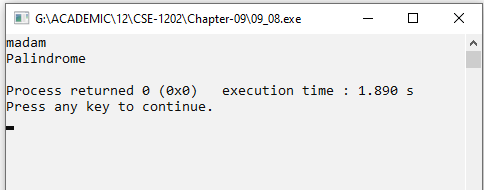 G:\ACADEMIC\12\CSE-1202\Chapter-09\09_08.exe
madam
Palindrome
Process returned 0 (0x0)   execution time : 1.890 s
Press any key to continue.